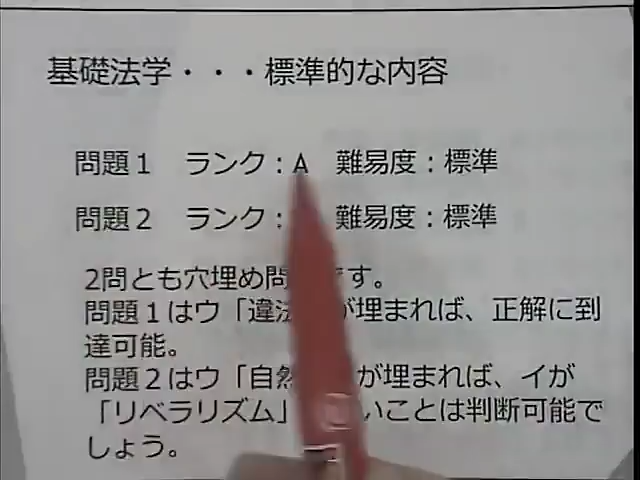 基礎法学・・・標準的な内容
問題１　ランク：A　難易度：標準
問題２　ランク：　難易度：標準
2問とも穴埋め問 す。
問題１はウ「違法 が埋まれば、正解に到
達可能。
問題２はウ「自然 が埋まれば、イが
「リベラリズム」 いことは判断可能で
しょう。